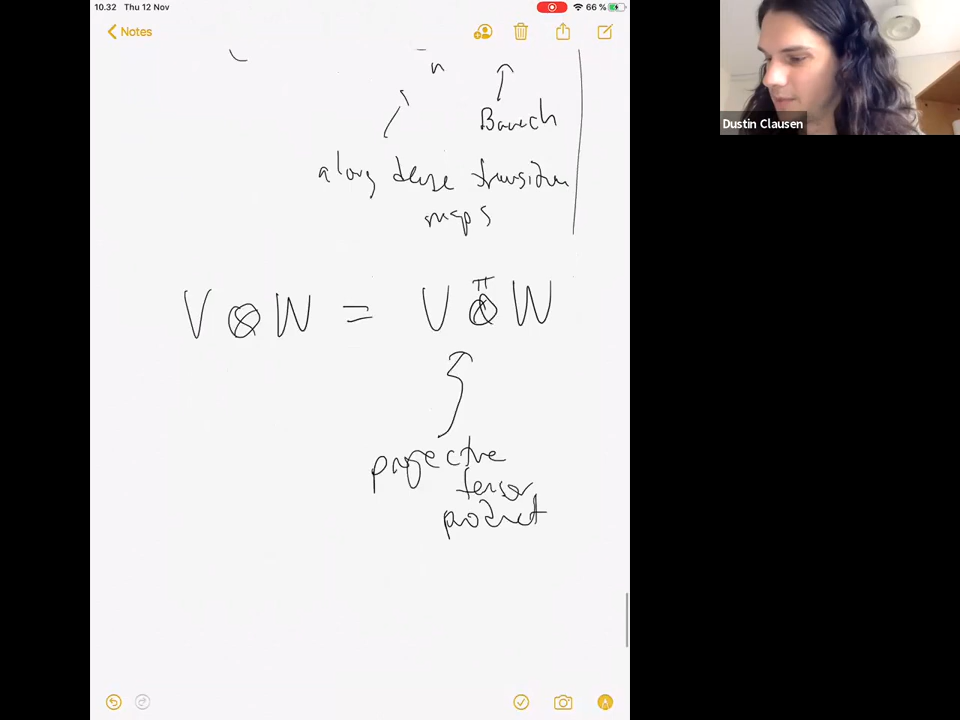 10.32 Thu 12 Nov
66 %
Notes
Dustin Clausen
n
Banach
along dense transition
maps
V ⊗ W = V ⊗̂^π W
projective
tensor
product